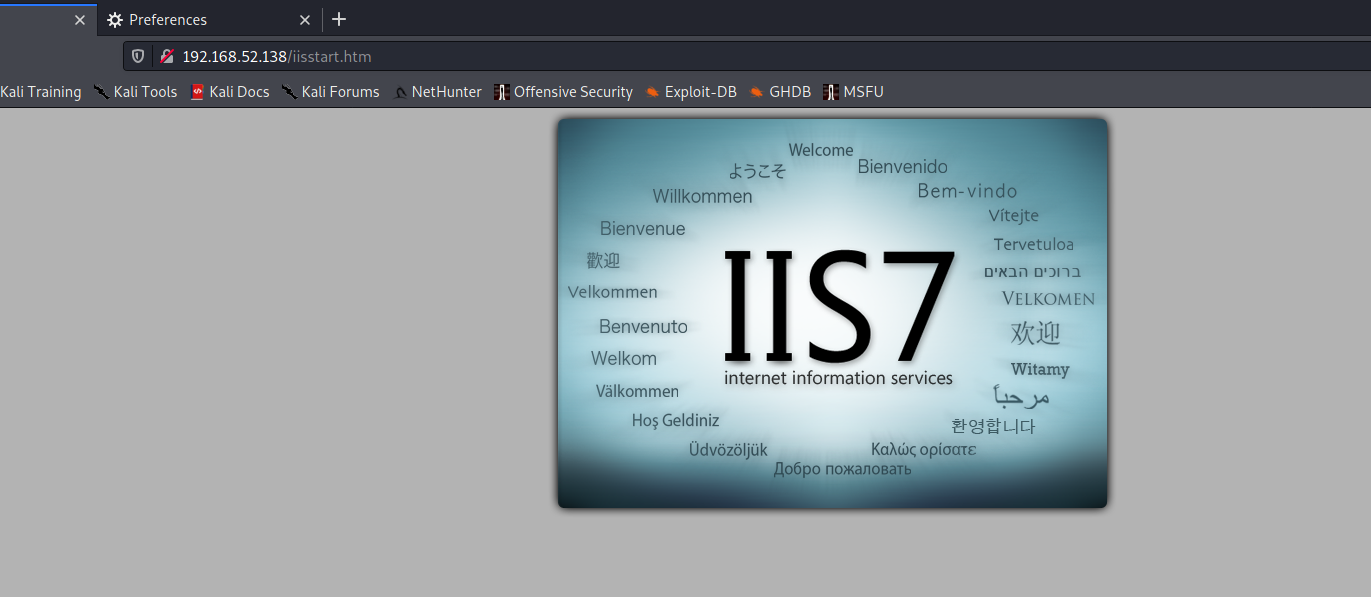 Preferences
192.168.52.138/iisstart.htm
Kali Training Kali Tools Kali Docs Kali Forums NetHunter Offensive Security Exploit-DB GHDB MSFU
Welcome
ようこそ
Bienvenido
Willkommen
Bem-vindo
Bienvenue
Vítejte
歡迎
Tervetuloa
ברוכים הבאים
Velkommen
VELKOMEN
IIS7
internet information services
Benvenuto
欢迎
Welkom
Witamy
Välkommen
مرحباً
Hoş Geldiniz
환영합니다
Üdvözöljük
Καλώς ορίσατε
Добро пожаловать